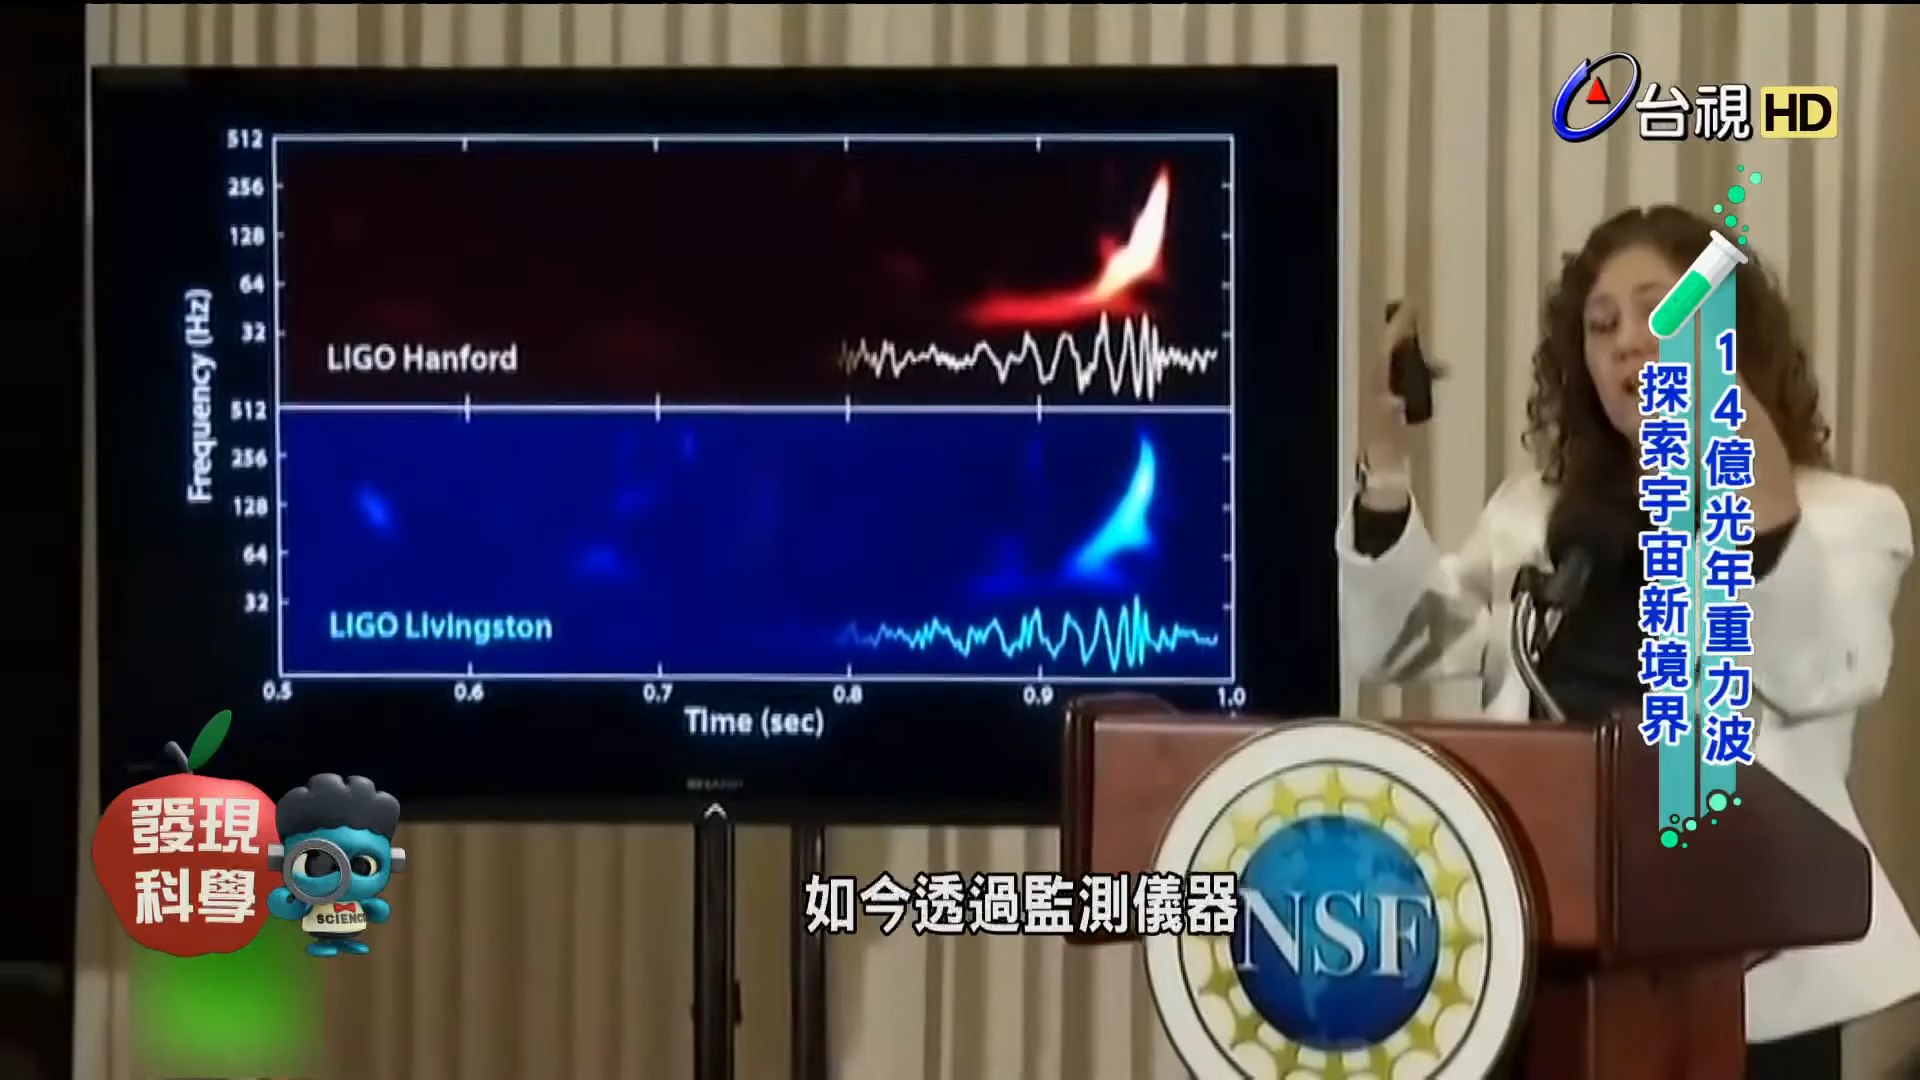 台視HD
512
256
128
64
32
LIGO Hanford
Frequency (Hz)
512
256
128
64
32
LIGO Livingston
0.5 0.6 0.7 0.8 0.9 1.0
Time (sec)
14億光年重力波
探索宇宙新境界
發現
科學
SCIENCE
如今透過監測儀器
NSF